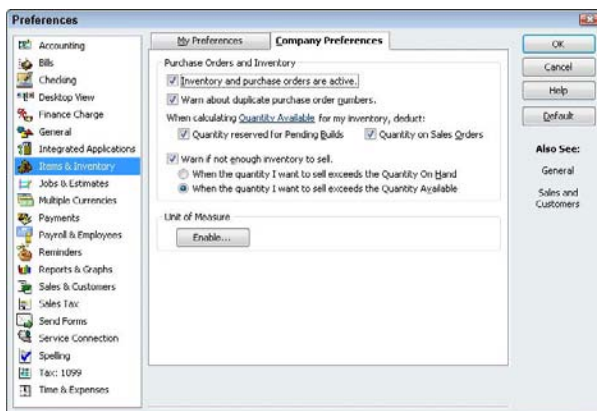 Preferences
Accounting
Bills
Checking
Desktop View
Finance Charge
General
Integrated Applications
Items & Inventory
Jobs & Estimates
Multiple Currencies
Payments
Payroll & Employees
Reminders
Reports & Graphs
Sales & Customers
Sales Tax
Send Forms
Service Connection
Spelling
Tax: 1099
Time & Expenses
My Preferences
Company Preferences
Purchase Orders and Inventory
Inventory and purchase orders are active.
Warn about duplicate purchase order numbers.
When calculating Quantity Available for my inventory, deduct:
Quantity reserved for Pending Builds
Quantity on Sales Orders
Warn if not enough inventory to sell.
When the quantity I want to sell exceeds the Quantity On Hand
When the quantity I want to sell exceeds the Quantity Available
Unit of Measure
Enable...
OK
Cancel
Help
Default
Also See:
General
Sales and
Customers